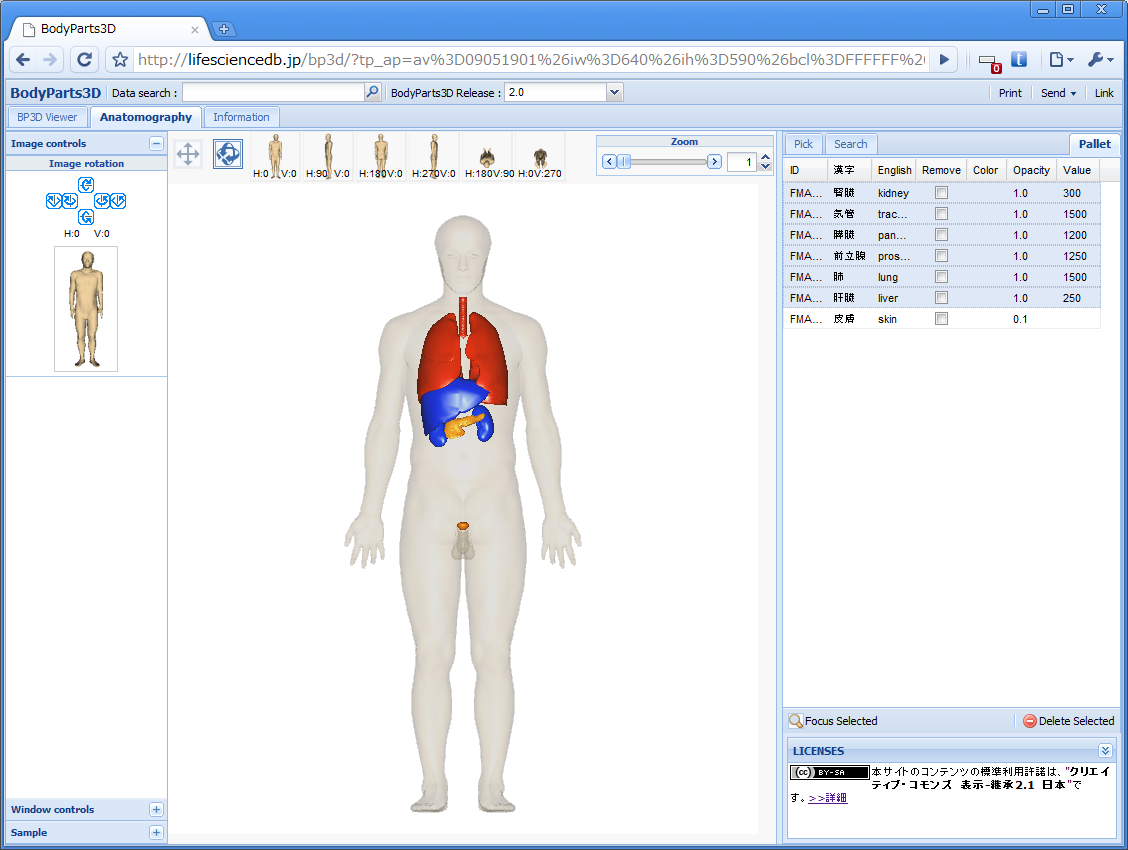 BodyParts3D
http://lifesciencedb.jp/bp3d/?tp_ap=av%3D09051901%26iw%3D640%26ih%3D590%26bcl%3DFFFFFF%2
0
BodyParts3D Data search : BodyParts3D Release : 2.0 Print Send Link
BP3D Viewer Anatomography Information
Image controls
Image rotation
H:0 V:0
H:0 V:0 H:90 V:0 H:180V:0 H:270V:0 H:180V:90 H:0V:270
Zoom
1
Pick Search Pallet
ID 漢字 English Remove Color Opacity Value
FMA... 腎臓 kidney 1.0 300
FMA... 気管 trac... 1.0 1500
FMA... 膵臓 pan... 1.0 1200
FMA... 前立腺 pros... 1.0 1250
FMA... 肺 lung 1.0 1500
FMA... 肝臓 liver 1.0 250
FMA... 皮膚 skin 0.1
Focus Selected Delete Selected
LICENSES
cc BY-SA 本サイトのコンテンツの標準利用許諾は、"クリエイ
ティブ・コモンズ 表示-継承2.1 日本"で
す。>>詳細
Window controls
Sample